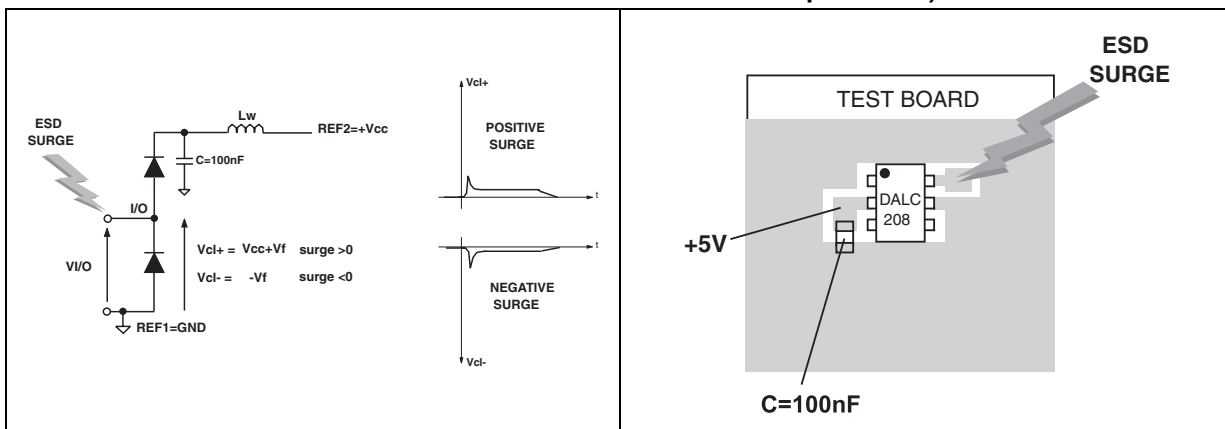 ESD
SURGE
Lw
REF2=+Vcc
C=100nF
I/O
VI/O
Vcl+ = Vcc+Vf surge >0
Vcl- = -Vf surge <0
REF1=GND
Vcl+
POSITIVE
SURGE
t
t
NEGATIVE
SURGE
Vcl-
ESD
SURGE
TEST BOARD
DALC
208
+5V
C=100nF